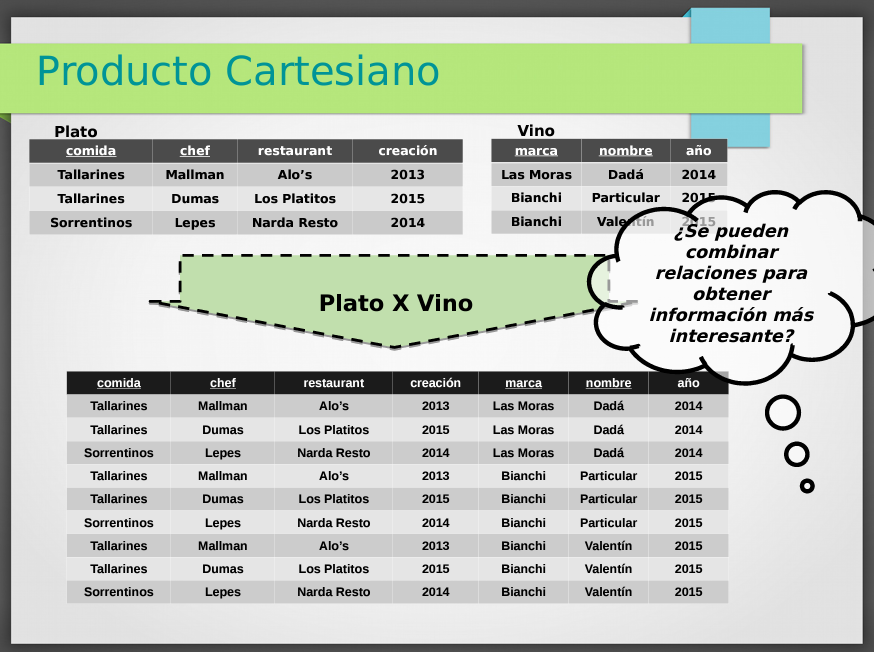 Producto Cartesiano
Plato
comida chef restaurant creación
Tallarines Mallman Alo’s 2013
Tallarines Dumas Los Platitos 2015
Sorrentinos Lepes Narda Resto 2014
Vino
marca nombre año
Las Moras Dadá 2014
Bianchi Particular 2015
Bianchi Valentín 2015
¿Se pueden
combinar
relaciones para
obtener
información más
interesante?
Plato X Vino
comida chef restaurant creación marca nombre año
Tallarines Mallman Alo’s 2013 Las Moras Dadá 2014
Tallarines Dumas Los Platitos 2015 Las Moras Dadá 2014
Sorrentinos Lepes Narda Resto 2014 Las Moras Dadá 2014
Tallarines Mallman Alo’s 2013 Bianchi Particular 2015
Tallarines Dumas Los Platitos 2015 Bianchi Particular 2015
Sorrentinos Lepes Narda Resto 2014 Bianchi Particular 2015
Tallarines Mallman Alo’s 2013 Bianchi Valentín 2015
Tallarines Dumas Los Platitos 2015 Bianchi Valentín 2015
Sorrentinos Lepes Narda Resto 2014 Bianchi Valentín 2015